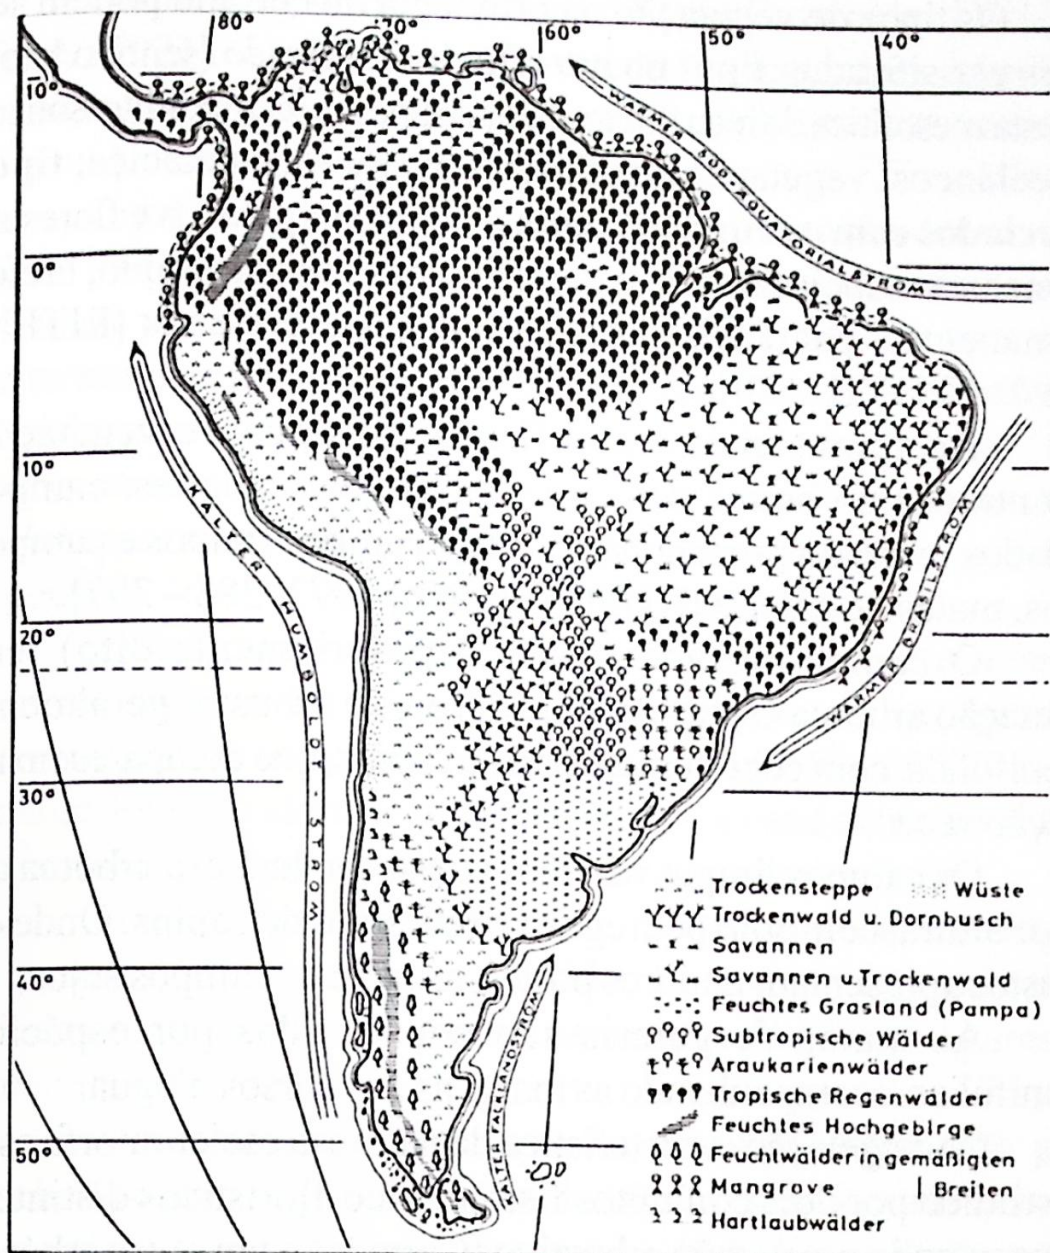 80°
70°
60°
50°
40°
10°
0°
10°
20°
30°
40°
50°
WARMER SÜD-ÄQUATORIALSTROM
KALTER HUMBOLDTSTROM
WARMER BRASILSTROM
KALTER FALKLANDSTROM
Trockensteppe Wüste
Trockenwald u. Dornbusch
Savannen
Savannen u. Trockenwald
Feuchtes Grasland (Pampa)
Subtropische Wälder
Araukarienwälder
Tropische Regenwälder
Feuchtes Hochgebirge
Feuchtwälder in gemäßigten
Mangrove | Breiten
Hartlaubwälder